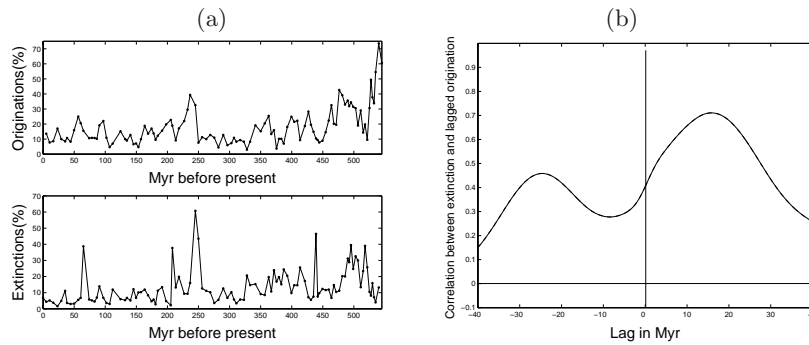 (a)
(b)
Originations(%)
75
70
60
50
40
30
20
10
0
0 50 100 150 200 250 300 350 400 450 500
Myr before present
Extinctions(%)
70
60
50
40
30
20
10
0
0 50 100 150 200 250 300 350 400 450 500
Myr before present
Correlation between extinction and lagged origination
0.9
0.8
0.7
0.6
0.5
0.4
0.3
0.2
0.1
0
−0.1
−40 −30 −20 −10 0 10 20 30 40
Lag in Myr